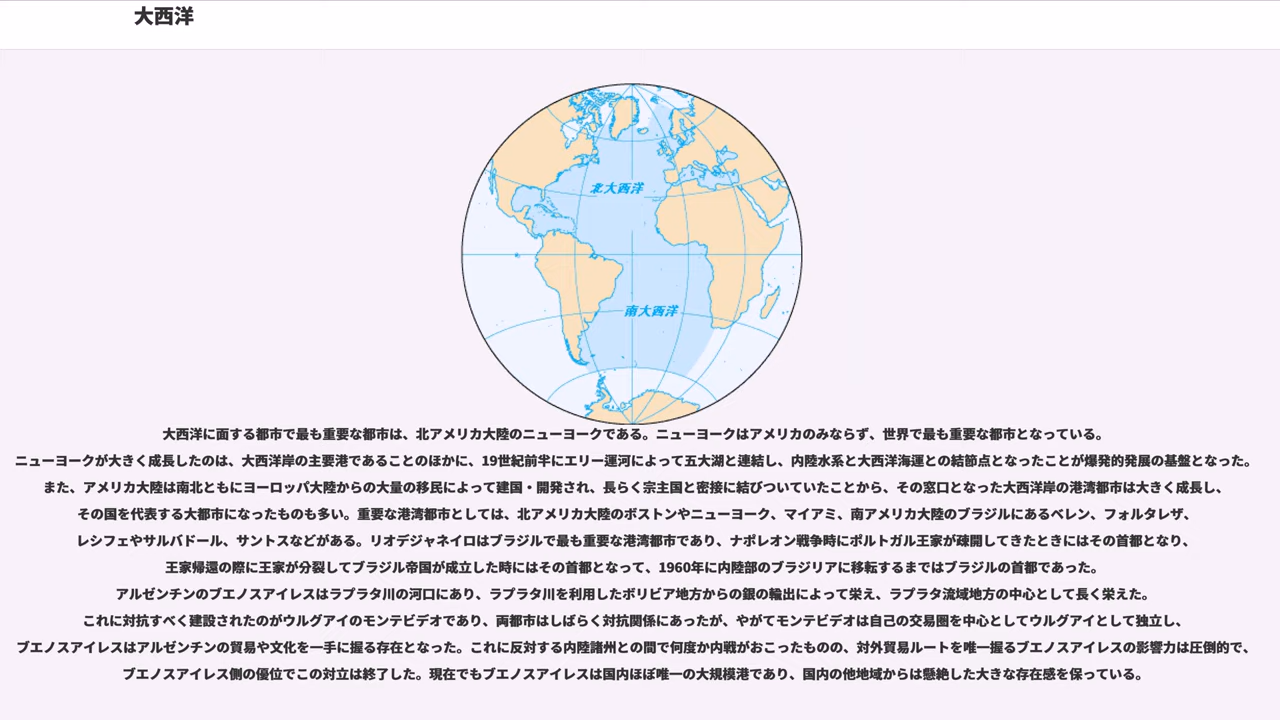 大西洋
北大西洋
南大西洋
大西洋に面する都市で最も重要な都市は、北アメリカ大陸のニューヨークである。ニューヨークはアメリカのみならず、世界で最も重要な都市となっている。
ニューヨークが大きく成長したのは、大西洋岸の主要港であることのほかに、19世紀前半にエリー運河によって五大湖と連結し、内陸水系と大西洋海運との結節点となったことが爆発的発展の基盤となった。
また、アメリカ大陸は南北ともにヨーロッパ大陸からの大量の移民によって建国・開発され、長らく宗主国と密接に結びついていたことから、その窓口となった大西洋岸の港湾都市は大きく成長し、
その国を代表する大都市になったものも多い。重要な港湾都市としては、北アメリカ大陸のボストンやニューヨーク、マイアミ、南アメリカ大陸のブラジルにあるベレン、フォルタレザ、
レシフェやサルバドール、サントスなどがある。リオデジャネイロはブラジルで最も重要な港湾都市であり、ナポレオン戦争時にポルトガル王家が疎開してきたときにはその首都となり、
王家帰還の際に王家が分裂してブラジル帝国が成立した時にはその首都となって、1960年に内陸部のブラジリアに移転するまではブラジルの首都であった。
アルゼンチンのブエノスアイレスはラプラタ川の河口にあり、ラプラタ川を利用したボリビア地方からの銀の輸出によって栄え、ラプラタ流域地方の中心として長く栄えた。
これに対抗すべく建設されたのがウルグアイのモンテビデオであり、両都市はしばらく対抗関係にあったが、やがてモンテビデオは自己の交易圏を中心としてウルグアイとして独立し、
ブエノスアイレスはアルゼンチンの貿易や文化を一手に握る存在となった。これに反対する内陸諸州との間で何度か内戦がおこったものの、対外貿易ルートを唯一握るブエノスアイレスの影響力は圧倒的で、
ブエノスアイレス側の優位でこの対立は終了した。現在でもブエノスアイレスは国内ほぼ唯一の大規模港であり、国内の他地域からは懸絶した大きな存在感を保っている。